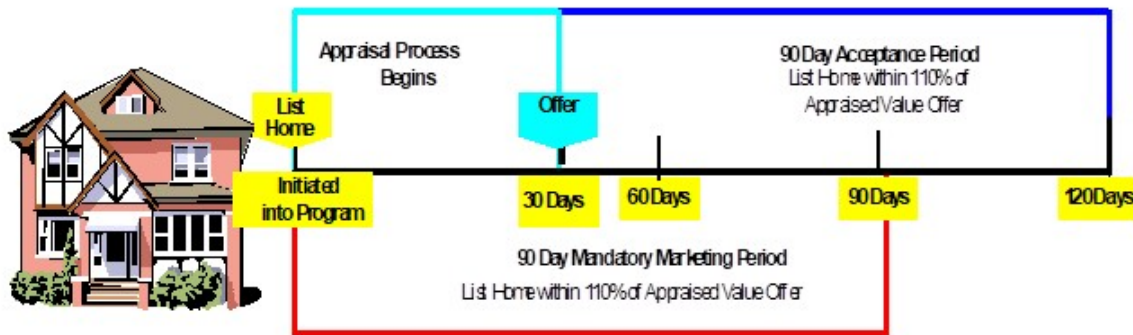 Appraisal Process
Begins
90 Day Acceptance Period
List Home within 110% of
Appraised Value Offer
List
Home
Offer
Initiated
into Program
30 Days
60 Days
90 Days
120 Days
90 Day Mandatory Marketing Period
List Home within 110% of Appraised Value Offer